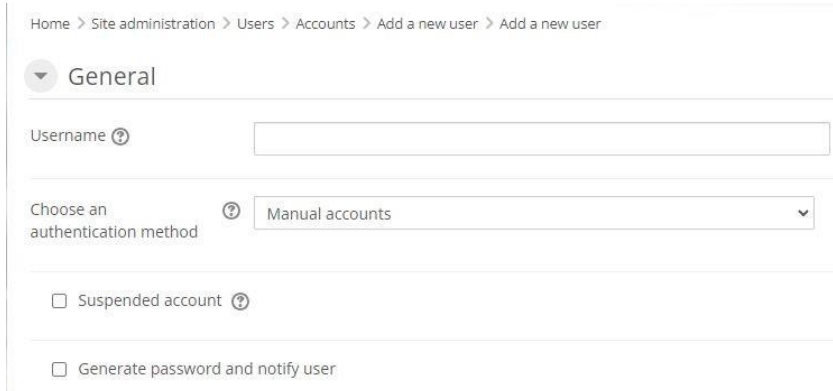 Home > Site administration > Users > Accounts > Add a new user > Add a new user
General
Username
Choose an
authentication method
Manual accounts
Suspended account
Generate password and notify user